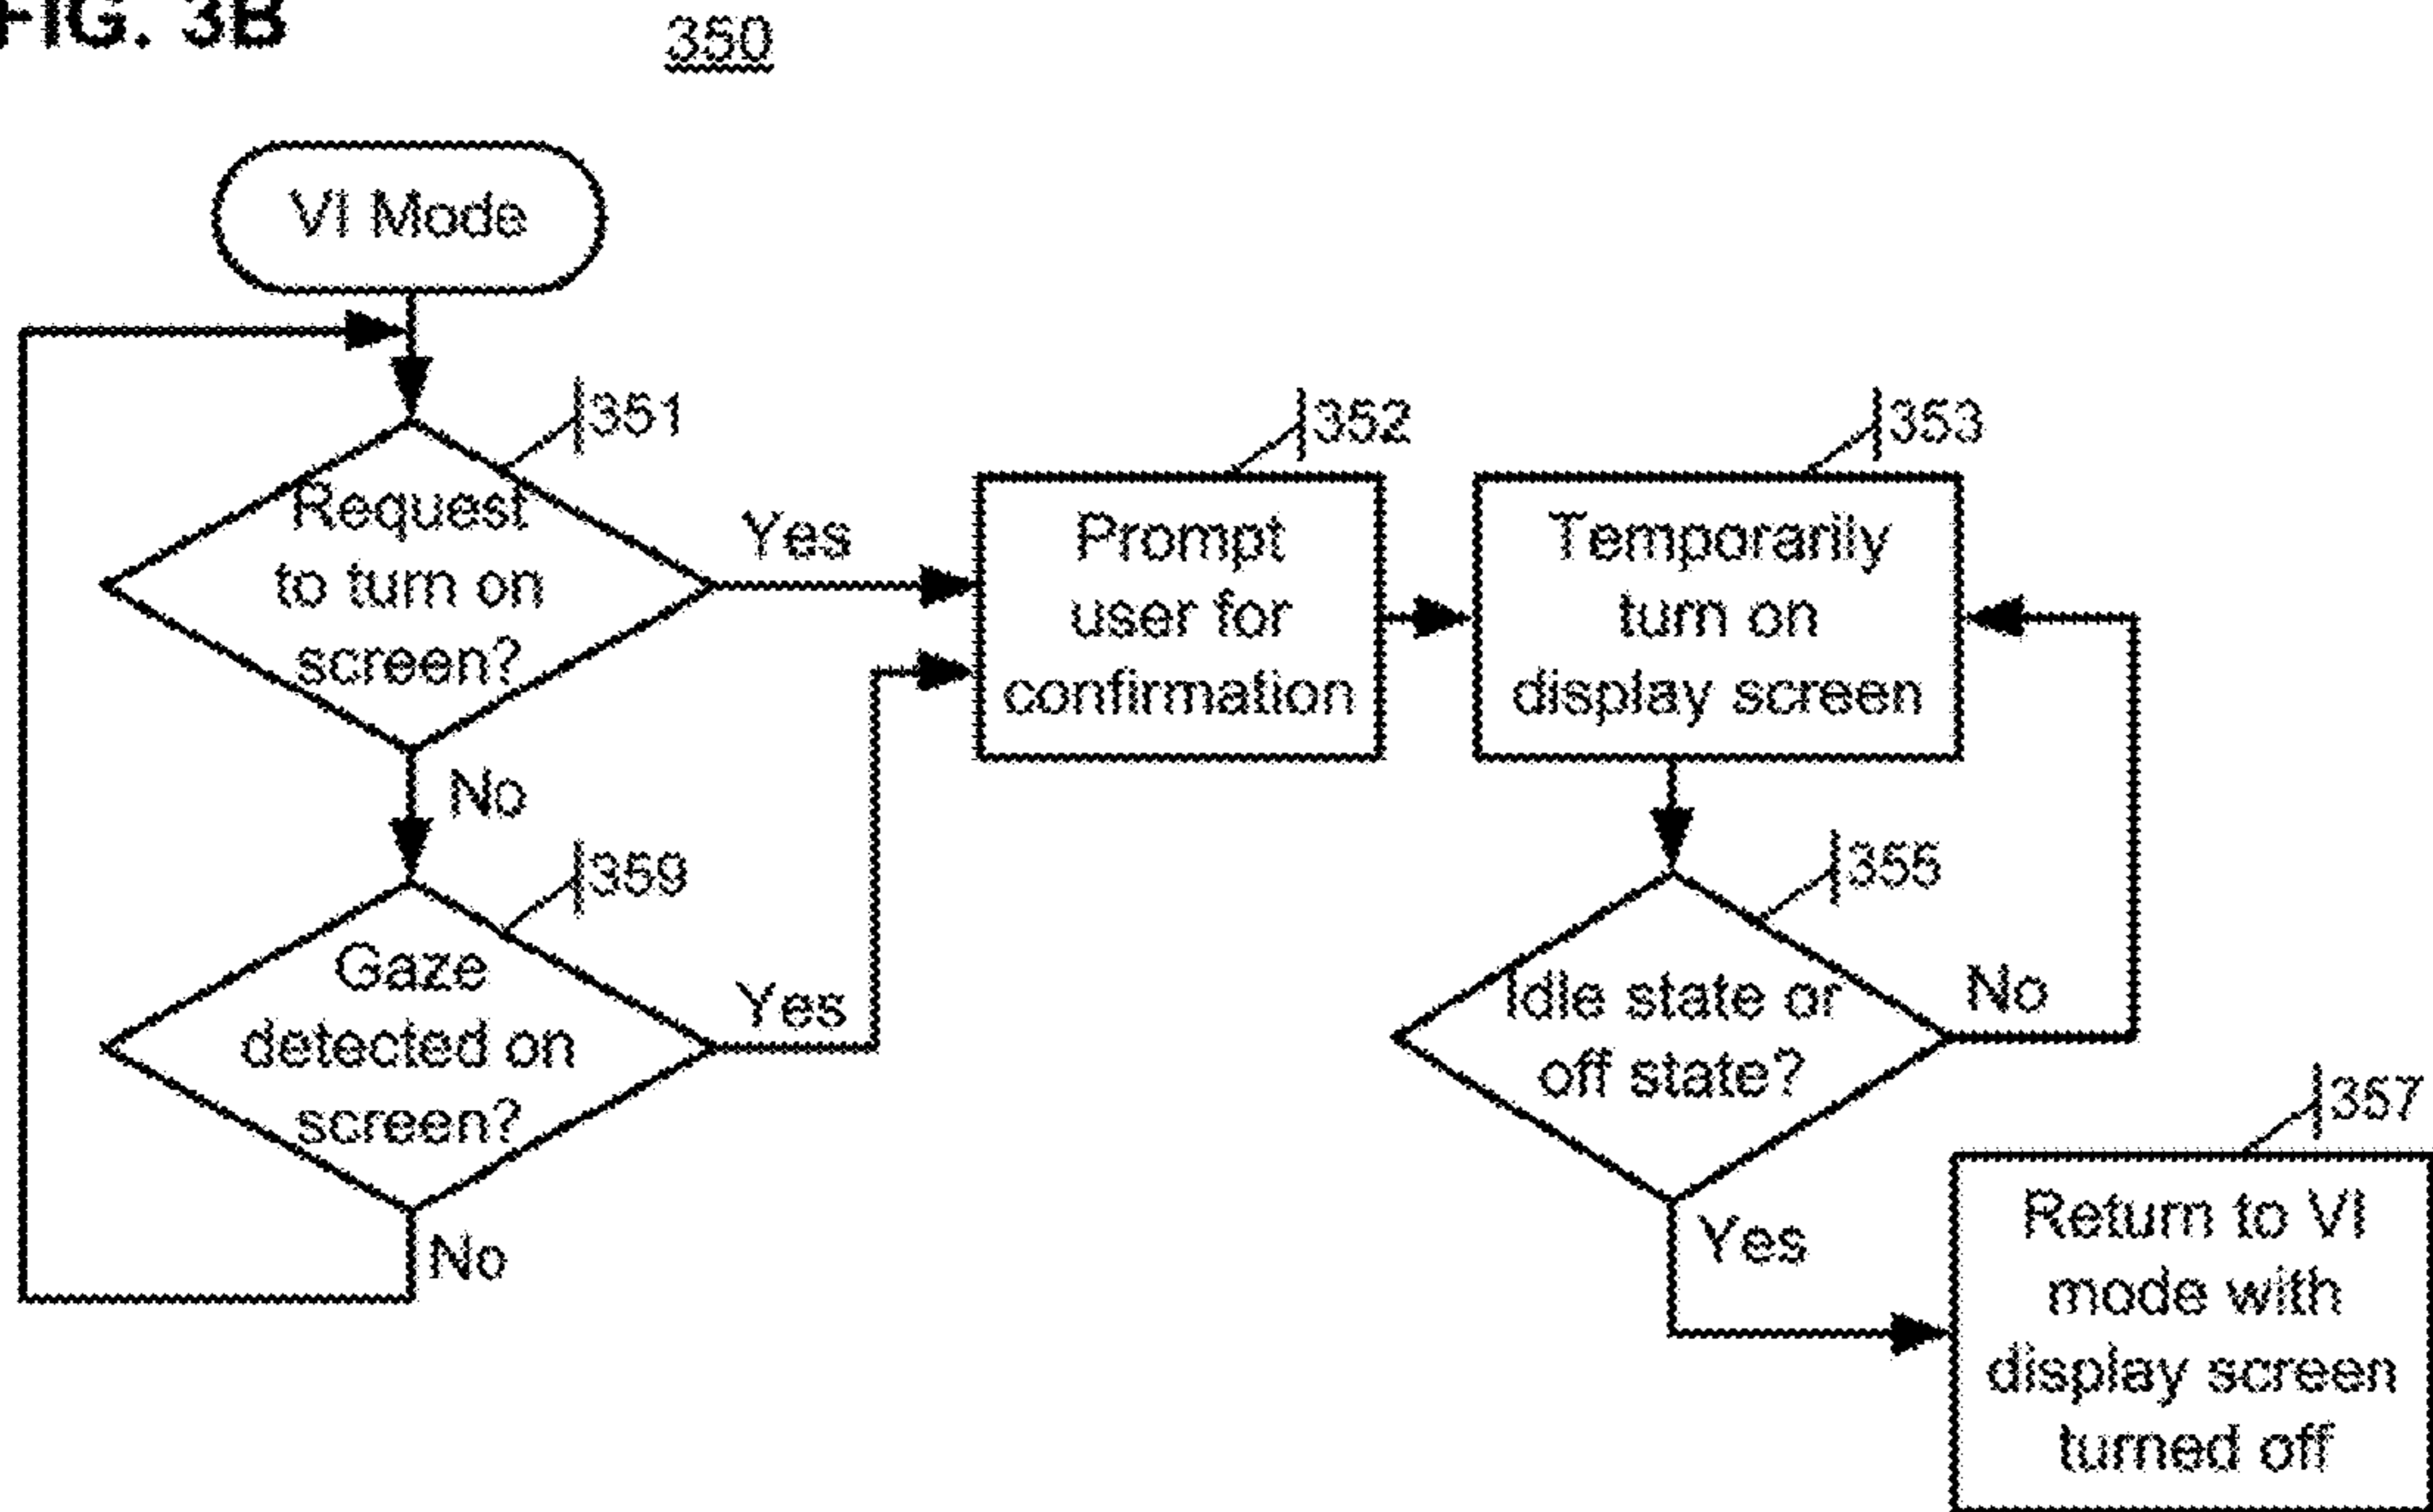 FIG. 3B
350
VI Mode
351
Request
to turn on
screen?
Yes
No
352
Prompt
user for
confirmation
353
Temporarily
turn on
display screen
359
Gaze
detected on
screen?
Yes
No
355
Idle state or
off state?
No
Yes
357
Return to VI
mode with
display screen
turned off